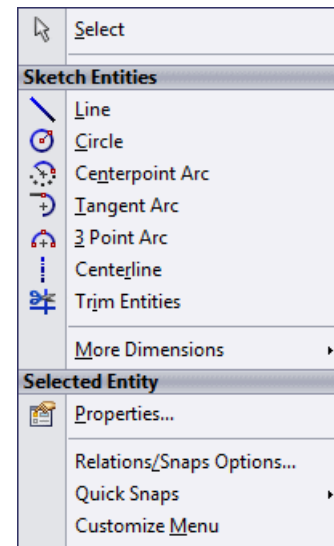 Select
Sketch Entities
Line
Circle
Centerpoint Arc
Tangent Arc
3 Point Arc
Centerline
Trim Entities
More Dimensions
Selected Entity
Properties...
Relations/Snaps Options...
Quick Snaps
Customize Menu